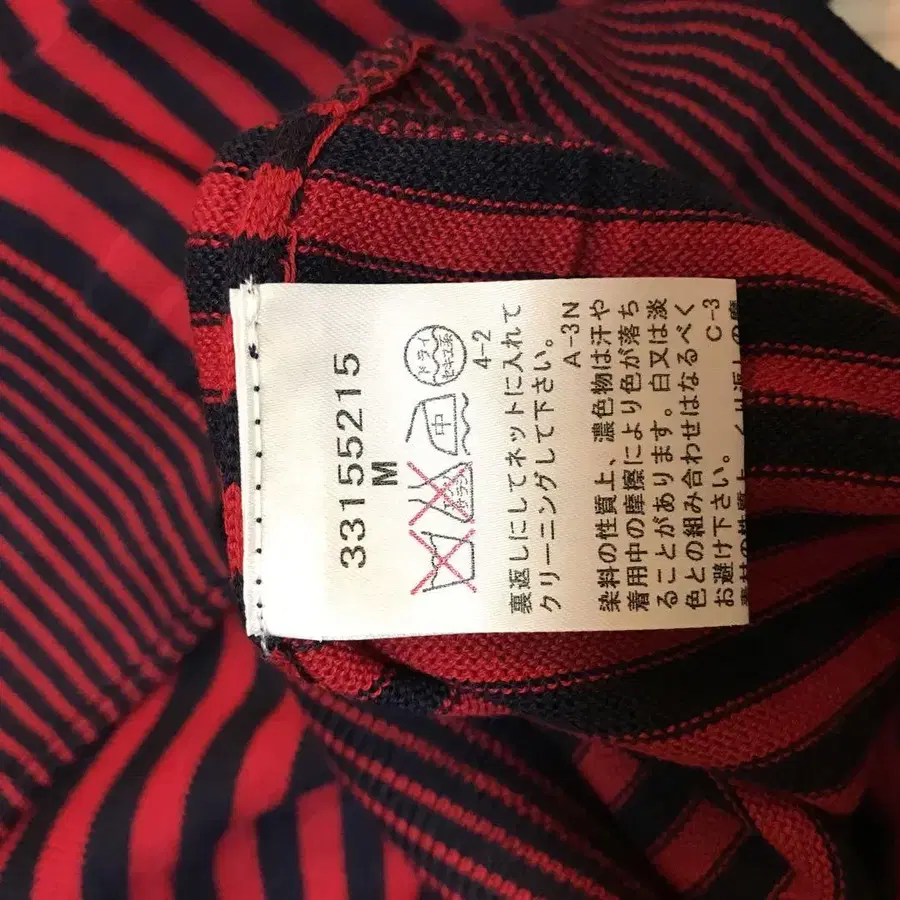 33155215
M
中
ドライ
セキユ系
4-2
裏返しにしてネットに入れて
クリーニングして下さい。
A-3N
染料の性質上、濃色物は汗や
着用中の摩擦により色が落ち
ることがあります。白又は淡
色との組み合わせはなるべく
お避け下さい。
C-3